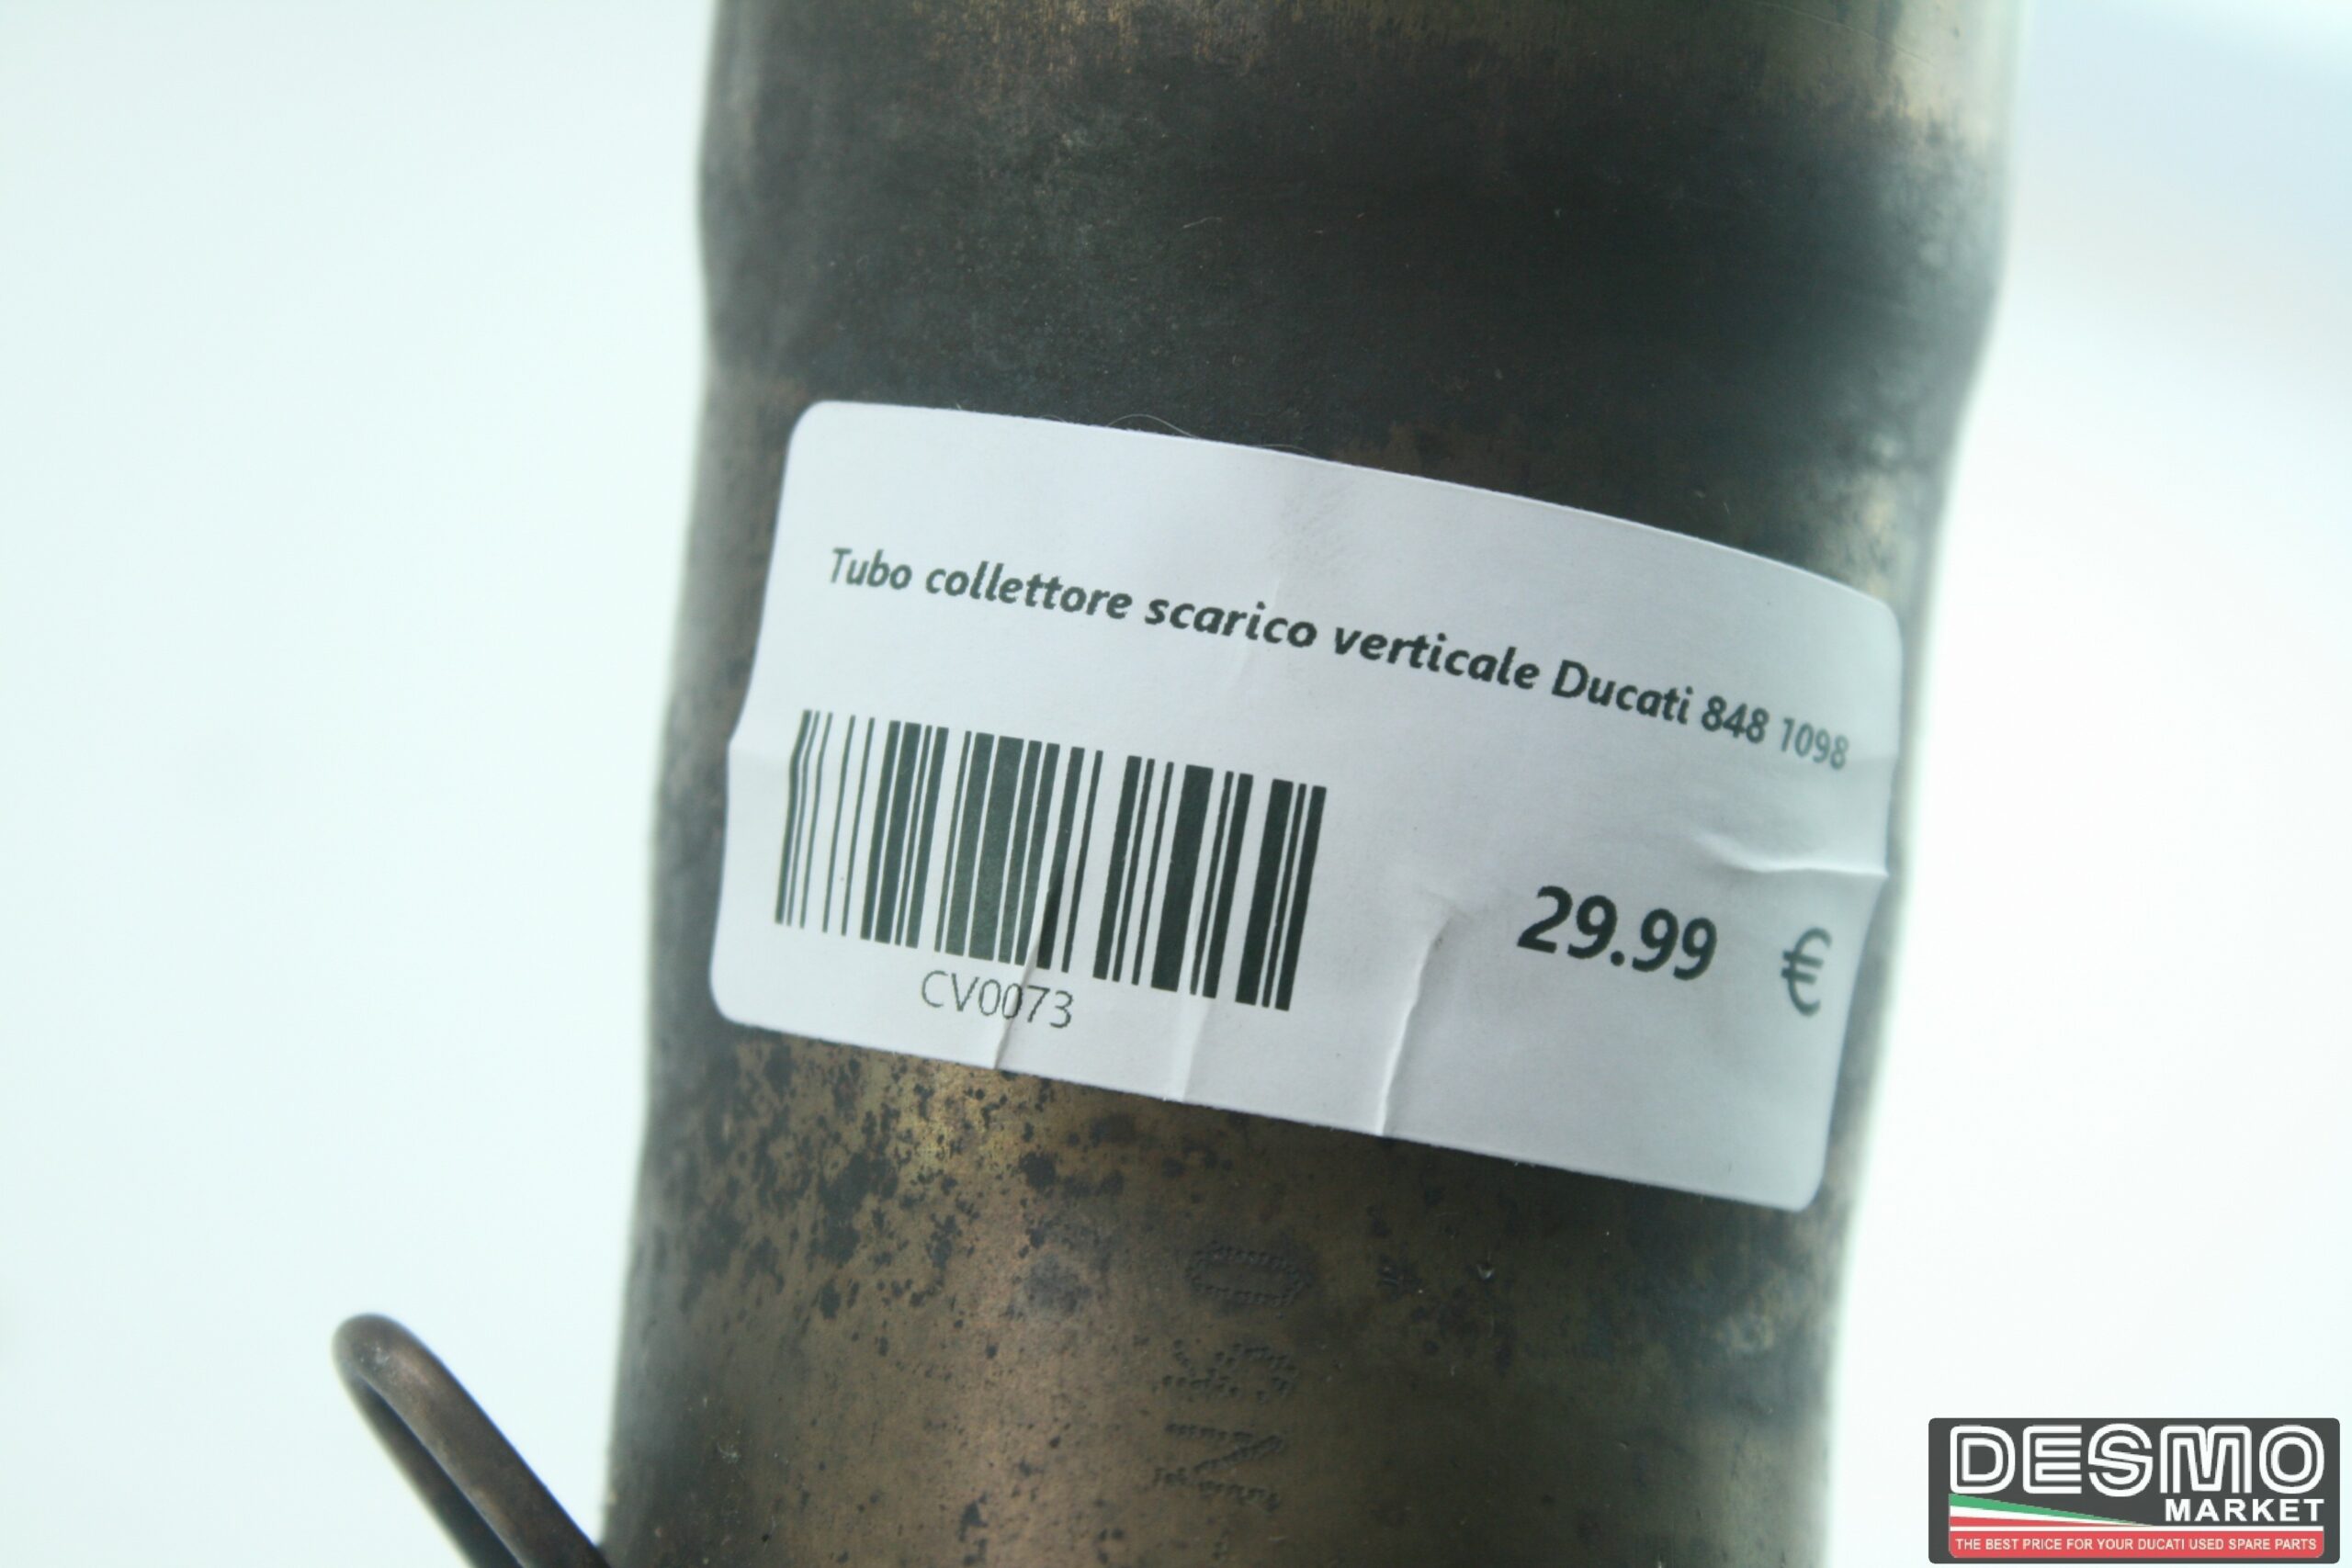 Tubo collettore scarico verticale Ducati 848 1098
29.99 €
CV0073
DESMO
MARKET
THE BEST PRICE FOR YOUR DUCATI USED SPARE PARTS